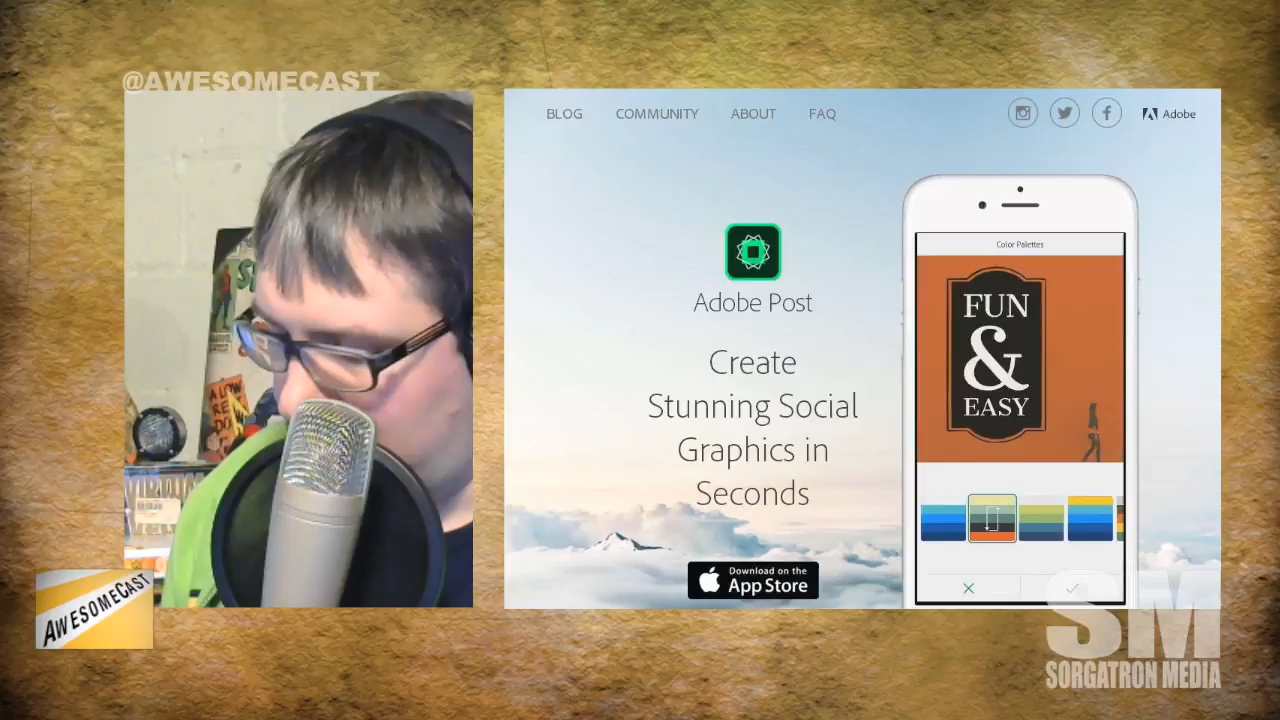 @AWESOMECAST
BLOG COMMUNITY ABOUT FAQ
Adobe
Adobe Post
Create
Stunning Social
Graphics in
Seconds
Download on the
App Store
Color Palettes
FUN
&
EASY
AWESOMECAST
SM
SORGATRON MEDIA